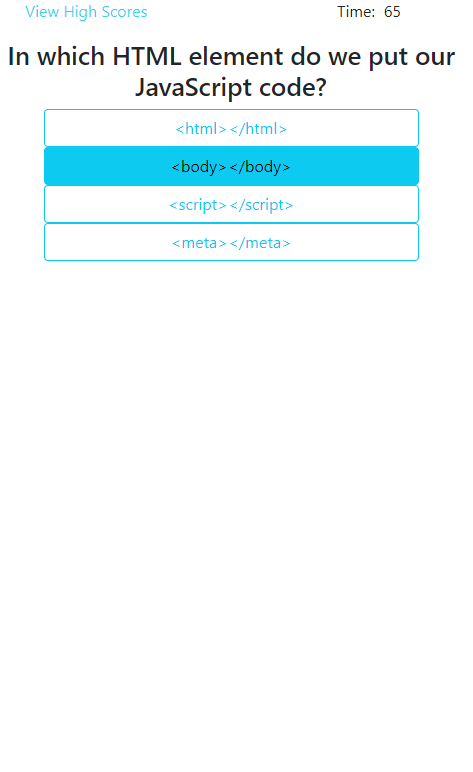 View High Scores Time: 65
In which HTML element do we put our
JavaScript code?
<html></html>
<body></body>
<script></script>
<meta></meta>